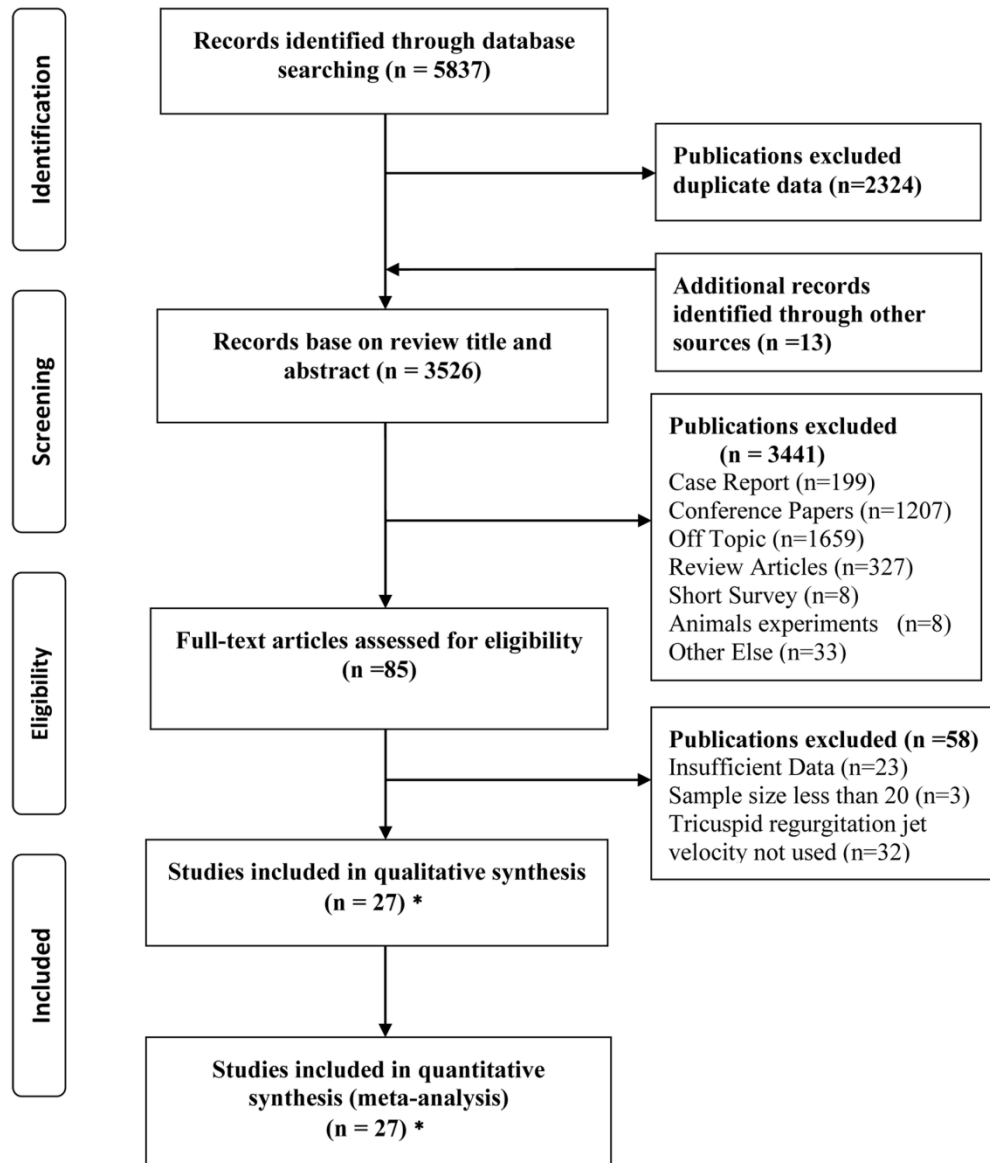 Identification
Records identified through database
searching (n = 5837)
Publications excluded
duplicate data (n=2324)
Additional records
identified through other
sources (n =13)
Screening
Records base on review title and
abstract (n = 3526)
Publications excluded
(n = 3441)
Case Report (n=199)
Conference Papers (n=1207)
Off Topic (n=1659)
Review Articles (n=327)
Short Survey (n=8)
Animals experiments (n=8)
Other Else (n=33)
Eligibility
Full-text articles assessed for eligibility
(n =85)
Publications excluded (n =58)
Insufficient Data (n=23)
Sample size less than 20 (n=3)
Tricuspid regurgitation jet
velocity not used (n=32)
Included
Studies included in qualitative synthesis
(n = 27) *
Studies included in quantitative
synthesis (meta-analysis)
(n = 27) *